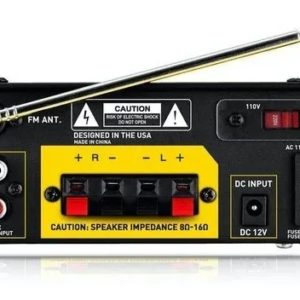 CAUTION
RISK OF ELECTRIC SHOCK
DO NOT OPEN
110V
FM ANT.
DESIGNED IN THE USA
MADE IN CHINA
+ R - - L +
DC INPUT
DC 12V
CAUTION: SPEAKER IMPEDANCE 8Ω-16Ω